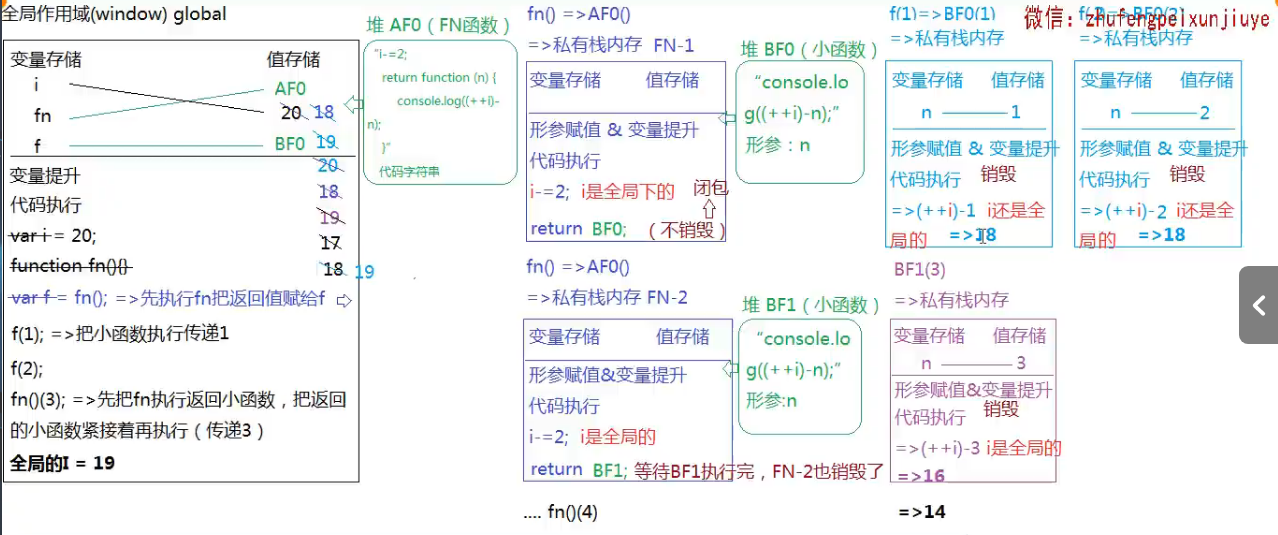 全局作用域(window) global
变量存储 值存储
i AF0
fn 20 18
f BF0 19
20
变量提升 18
代码执行 19
var i = 20; 17
function fn(){} 18 19
var f = fn(); =>先执行fn把返回值赋给f
f(1); =>把小函数执行传递1
f(2);
fn()(3); =>先把fn执行返回小函数，把返回
的小函数紧接着再执行（传递3）
全局的I = 19
堆 AF0（FN函数）
“i-=2;
return function (n) {
console.log((++i)-
n);
}”
代码字符串
fn() =>AF0()
=>私有栈内存 FN-1
变量存储 值存储
形参赋值 & 变量提升
代码执行
i-=2; i是全局下的 闭包
return BF0; （不销毁）
堆 BF0（小函数）
“console.lo
g((++i)-n);”
形参：n
f(1)=>BF0(1)
=>私有栈内存
变量存储 值存储
n 1
形参赋值 & 变量提升
代码执行 销毁
=>(++i)-1 i还是全
局的 =>18
f(2)=>BF0(2)
微信：zhufengpeixunjiuye
=>私有栈内存
变量存储 值存储
n 2
形参赋值 & 变量提升
代码执行 销毁
=>(++i)-2 i还是全
局的 =>18
fn() =>AF0()
=>私有栈内存 FN-2
变量存储 值存储
形参赋值&变量提升
代码执行
i-=2; i是全局的
return BF1; 等待BF1执行完，FN-2也销毁了
堆 BF1（小函数）
“console.lo
g((++i)-n);”
形参:n
BF1(3)
=>私有栈内存
变量存储 值存储
n 3
形参赋值&变量提升
代码执行 销毁
=>(++i)-3 i是全局的
=>16
.... fn()(4) =>14